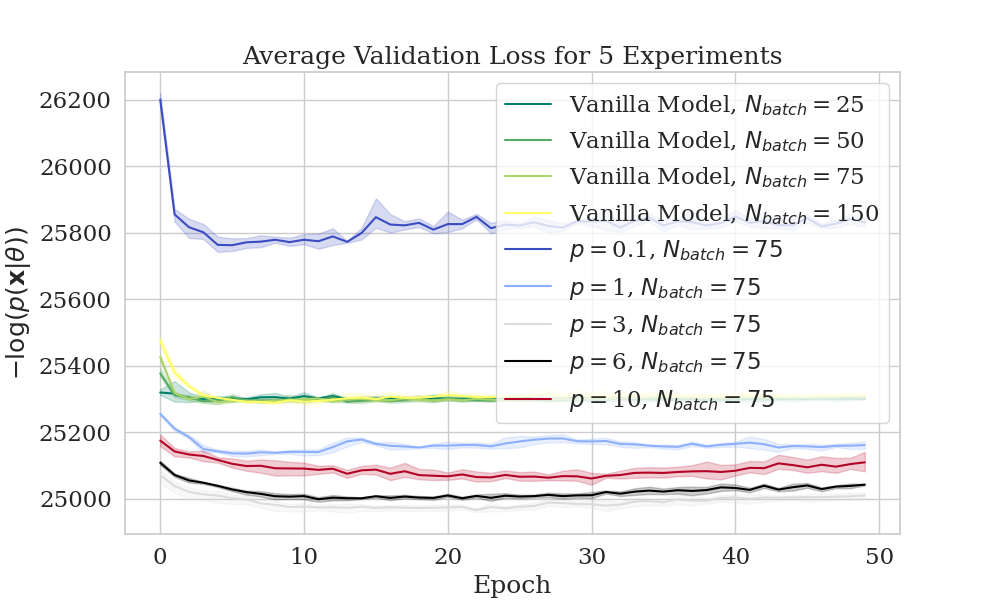 Average Validation Loss for 5 Experiments
26200
26000
25800
25600
25400
25200
25000
−log(p(x|θ))
0
10
20
30
40
50
Epoch
Vanilla Model, N_batch = 25
Vanilla Model, N_batch = 50
Vanilla Model, N_batch = 75
Vanilla Model, N_batch = 150
p = 0.1, N_batch = 75
p = 1, N_batch = 75
p = 3, N_batch = 75
p = 6, N_batch = 75
p = 10, N_batch = 75